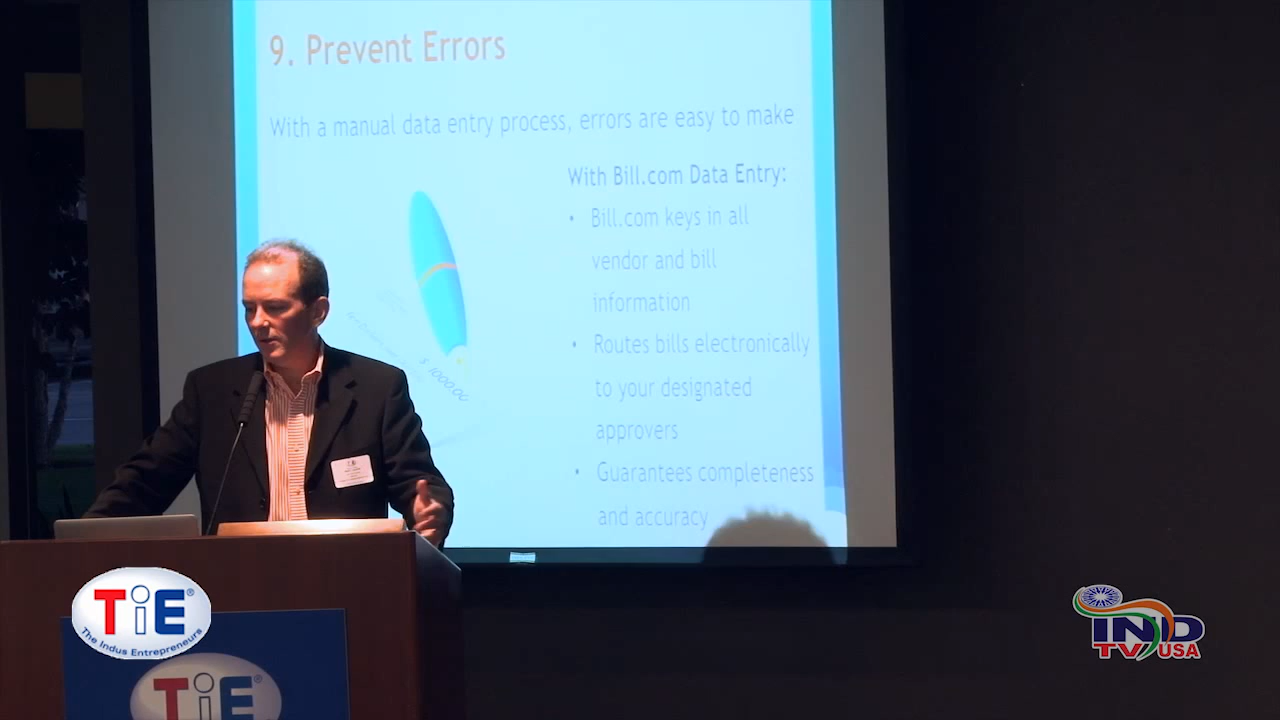 9. Prevent Errors
With a manual data entry process, errors are easy to make
With Bill.com Data Entry:
• Bill.com keys in all
vendor and bill
information
• Routes bills electronically
to your designated
approvers
• Guarantees completeness
and accuracy
$ 1000.00
TiE®
The Indus Entrepreneurs
TiE®
IND
TV USA